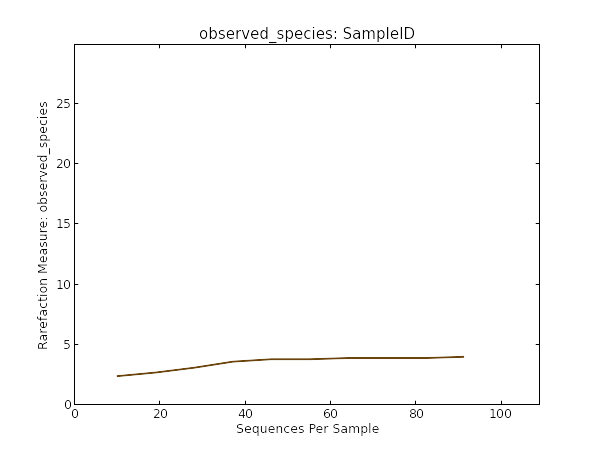 observed_species: SampleID
Rarefaction Measure: observed_species
25
20
15
10
5
0
0 20 40 60 80 100
Sequences Per Sample